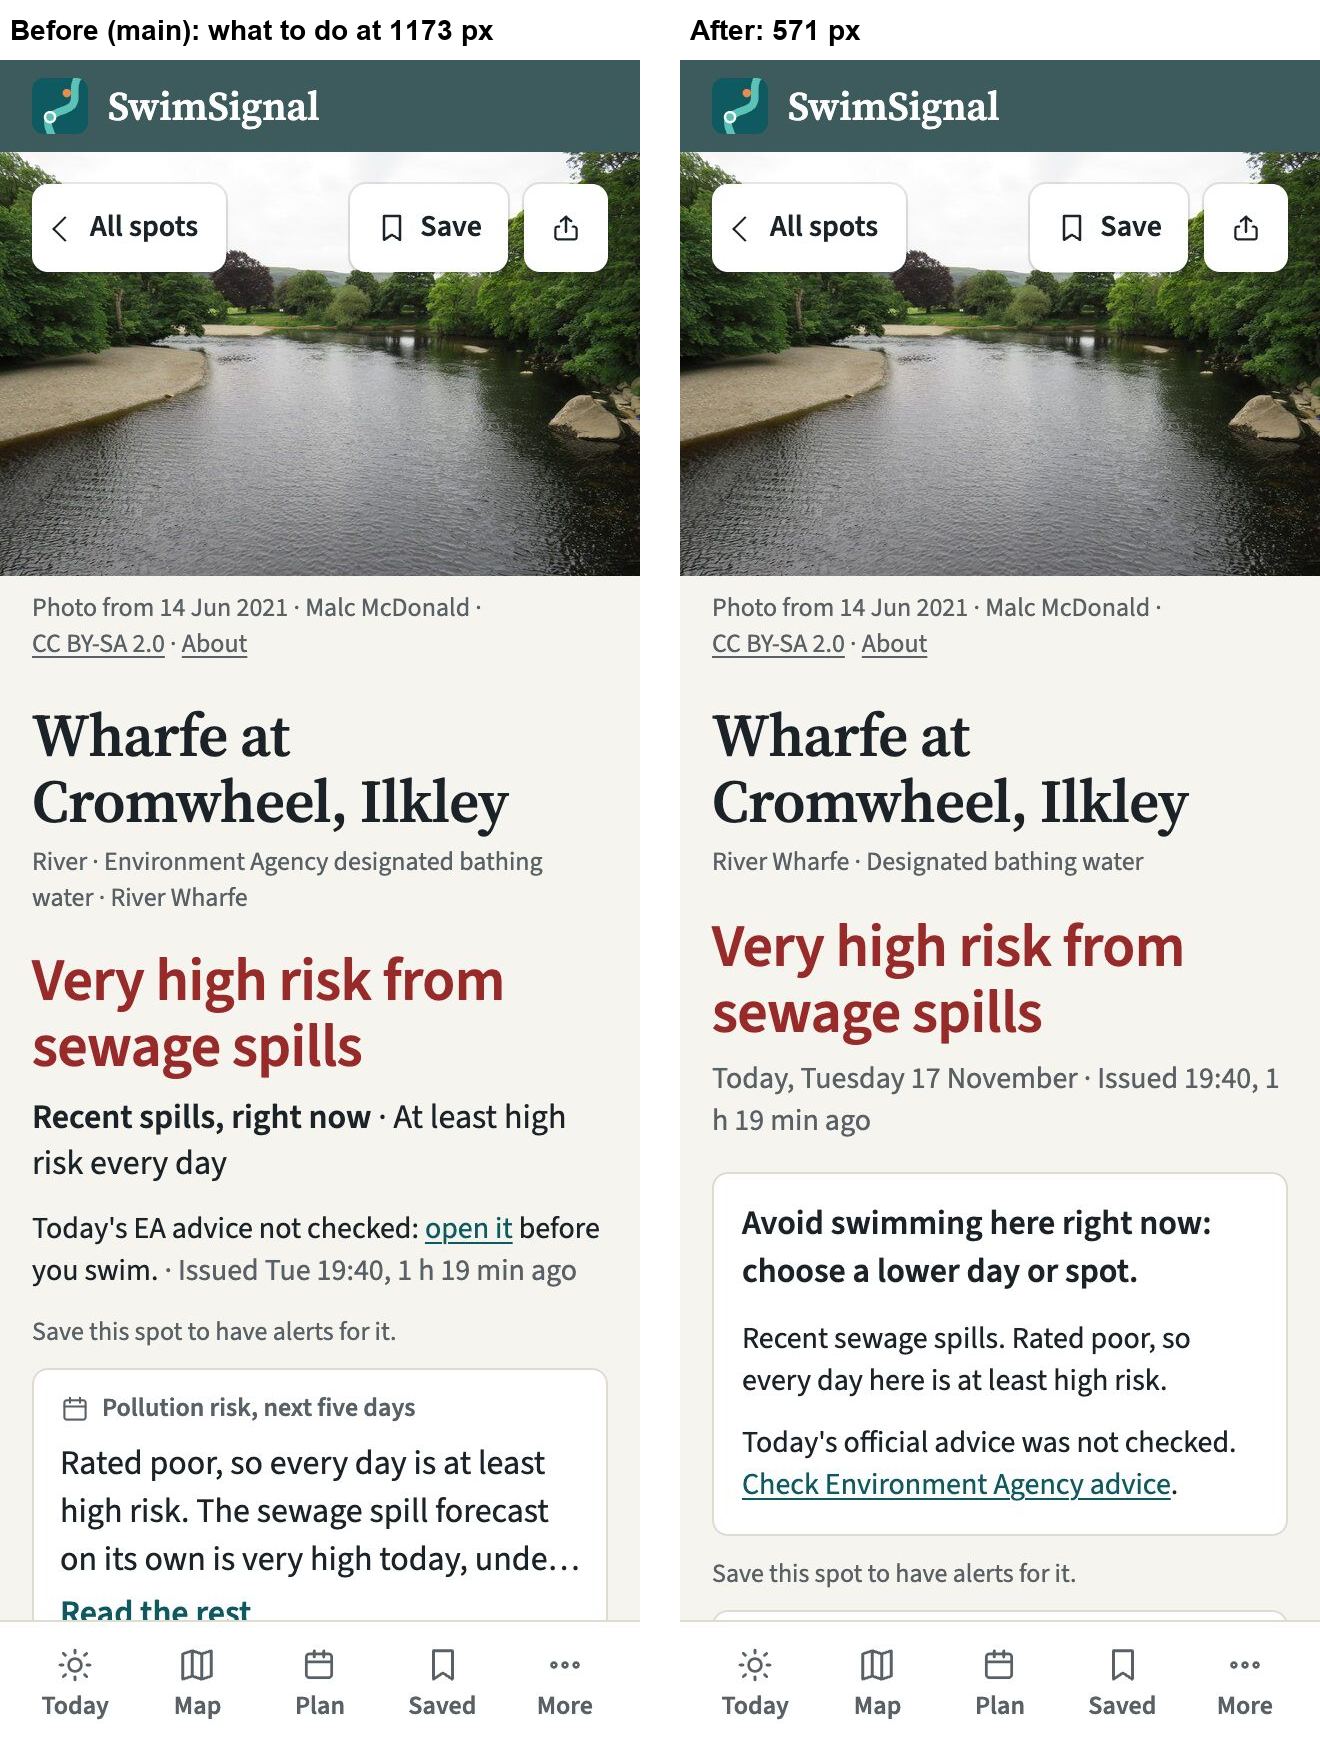 Before (main): what to do at 1173 px
SwimSignal
All spots
Save
Photo from 14 Jun 2021 · Malc McDonald ·
CC BY-SA 2.0 · About
Wharfe at
Cromwheel, Ilkley
River · Environment Agency designated bathing
water · River Wharfe
Very high risk from
sewage spills
Recent spills, right now · At least high
risk every day
Today's EA advice not checked: open it before
you swim. · Issued Tue 19:40, 1 h 19 min ago
Save this spot to have alerts for it.
Pollution risk, next five days
Rated poor, so every day is at least
high risk. The sewage spill forecast
on its own is very high today, unde…
Read the rest
Today
Map
Plan
Saved
More
After: 571 px
SwimSignal
All spots
Save
Photo from 14 Jun 2021 · Malc McDonald ·
CC BY-SA 2.0 · About
Wharfe at
Cromwheel, Ilkley
River Wharfe · Designated bathing water
Very high risk from
sewage spills
Today, Tuesday 17 November · Issued 19:40, 1
h 19 min ago
Avoid swimming here right now:
choose a lower day or spot.
Recent sewage spills. Rated poor, so
every day here is at least high risk.
Today's official advice was not checked.
Check Environment Agency advice.
Save this spot to have alerts for it.
Today
Map
Plan
Saved
More